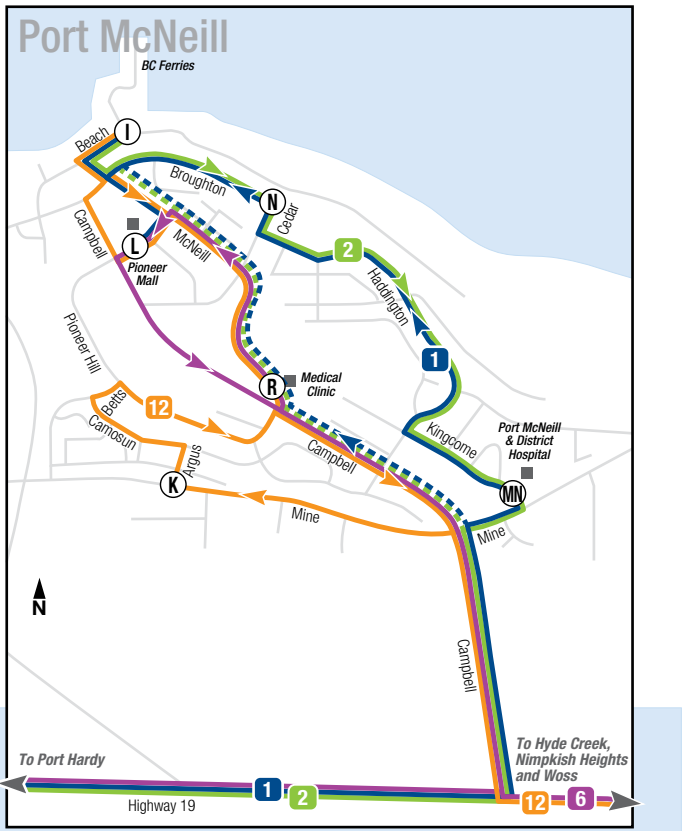 Port McNeill
BC Ferries
Beach
I
Broughton
N
Cedar
Campbell
L
McNeill
Pioneer
Mall
2
Haddington
Pioneer Hill
1
R
Medical
Clinic
Betts
12
Camosun
Kingcome
Port McNeill
& District
Hospital
Campbell
Argus
K
MN
Mine
Mine
N
Campbell
To Port Hardy
To Hyde Creek,
Nimpkish Heights
and Woss
1
2
12
6
Highway 19